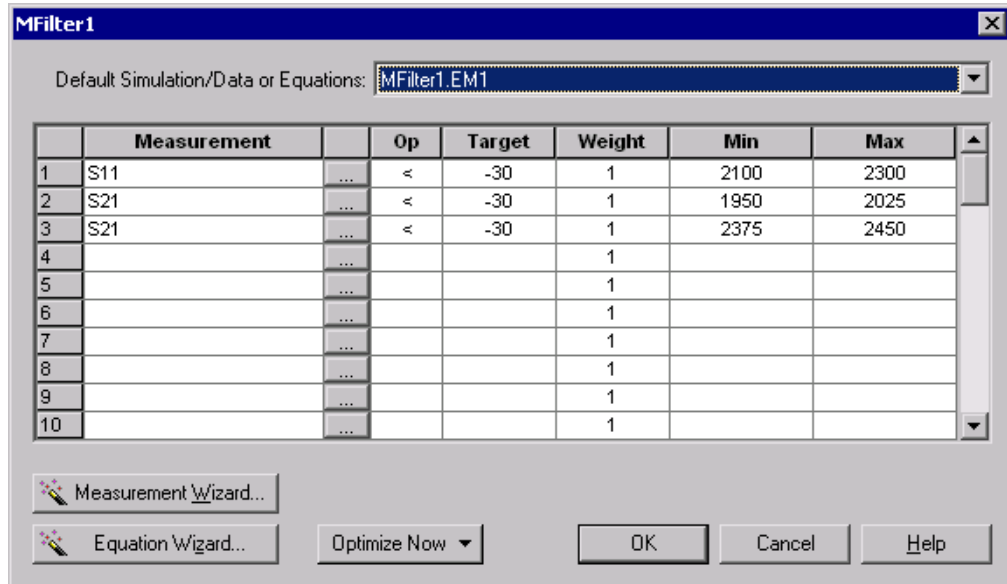 MFilter1
Default Simulation/Data or Equations: MFilter1.EM1
Measurement Op Target Weight Min Max
1 S11 ... < -30 1 2100 2300
2 S21 ... < -30 1 1950 2025
3 S21 ... < -30 1 2375 2450
4 ... 1
5 ... 1
6 ... 1
7 ... 1
8 ... 1
9 ... 1
10 ... 1
Measurement Wizard...
Equation Wizard... Optimize Now OK Cancel Help